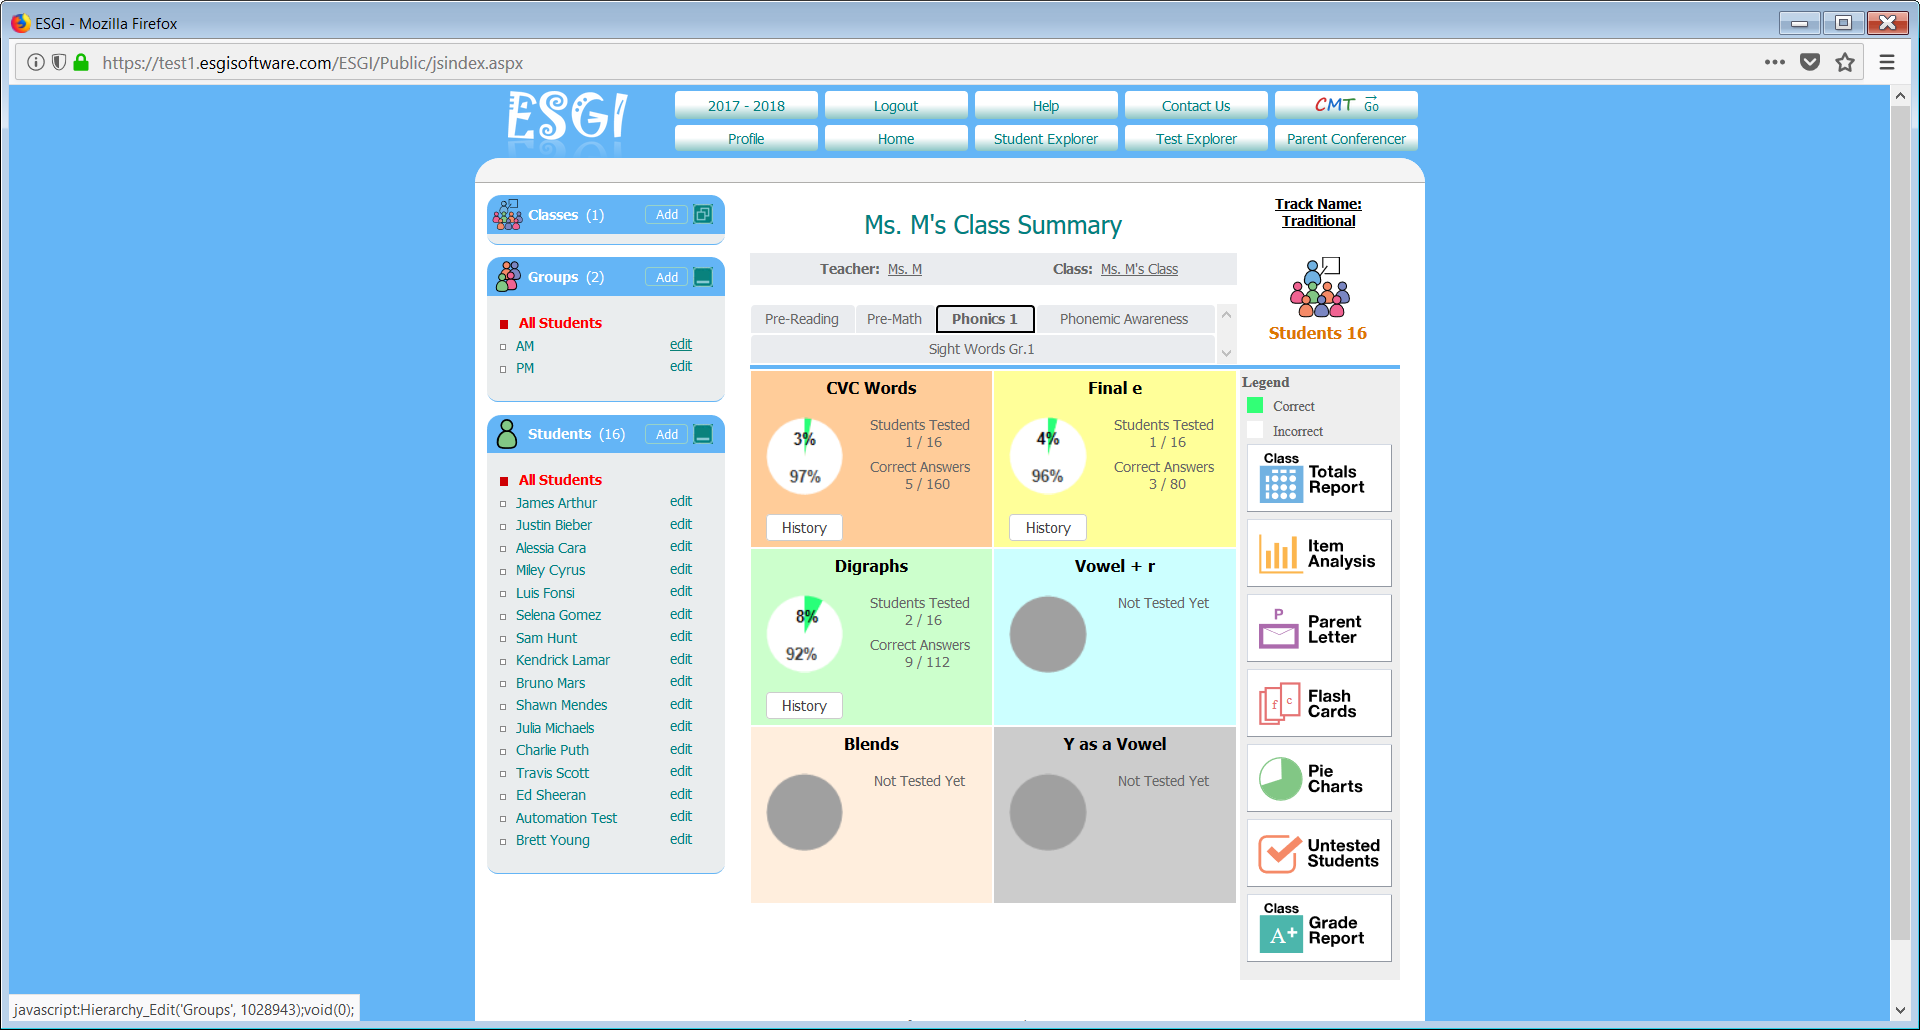 ESGI - Mozilla Firefox
https://test1.esgisoftware.com/ESGI/Public/jsindex.aspx
ESGI
2017 - 2018
Logout
Help
Contact Us
CMT Go
Profile
Home
Student Explorer
Test Explorer
Parent Conferencer
Classes (1)
Add
Groups (2)
Add
All Students
AM edit
PM edit
Students (16)
Add
All Students
James Arthur edit
Justin Bieber edit
Alessia Cara edit
Miley Cyrus edit
Luis Fonsi edit
Selena Gomez edit
Sam Hunt edit
Kendrick Lamar edit
Bruno Mars edit
Shawn Mendes edit
Julia Michaels edit
Charlie Puth edit
Travis Scott edit
Ed Sheeran edit
Automation Test edit
Brett Young edit
Ms. M's Class Summary
Teacher: Ms. M
Class: Ms. M's Class
Pre-Reading
Pre-Math
Phonics 1
Phonemic Awareness
Sight Words Gr.1
Track Name:
Traditional
Students 16
CVC Words
3%
97%
Students Tested
1 / 16
Correct Answers
5 / 160
History
Final e
4%
96%
Students Tested
1 / 16
Correct Answers
3 / 80
History
Digraphs
8%
92%
Students Tested
2 / 16
Correct Answers
9 / 112
History
Vowel + r
Not Tested Yet
Blends
Not Tested Yet
Y as a Vowel
Not Tested Yet
Legend
Correct
Incorrect
Class
Totals
Report
Item
Analysis
P
Parent
Letter
f c
Flash
Cards
Pie
Charts
Untested
Students
Class
A+
Grade
Report
javascript:Hierarchy_Edit('Groups', 1028943);void(0);